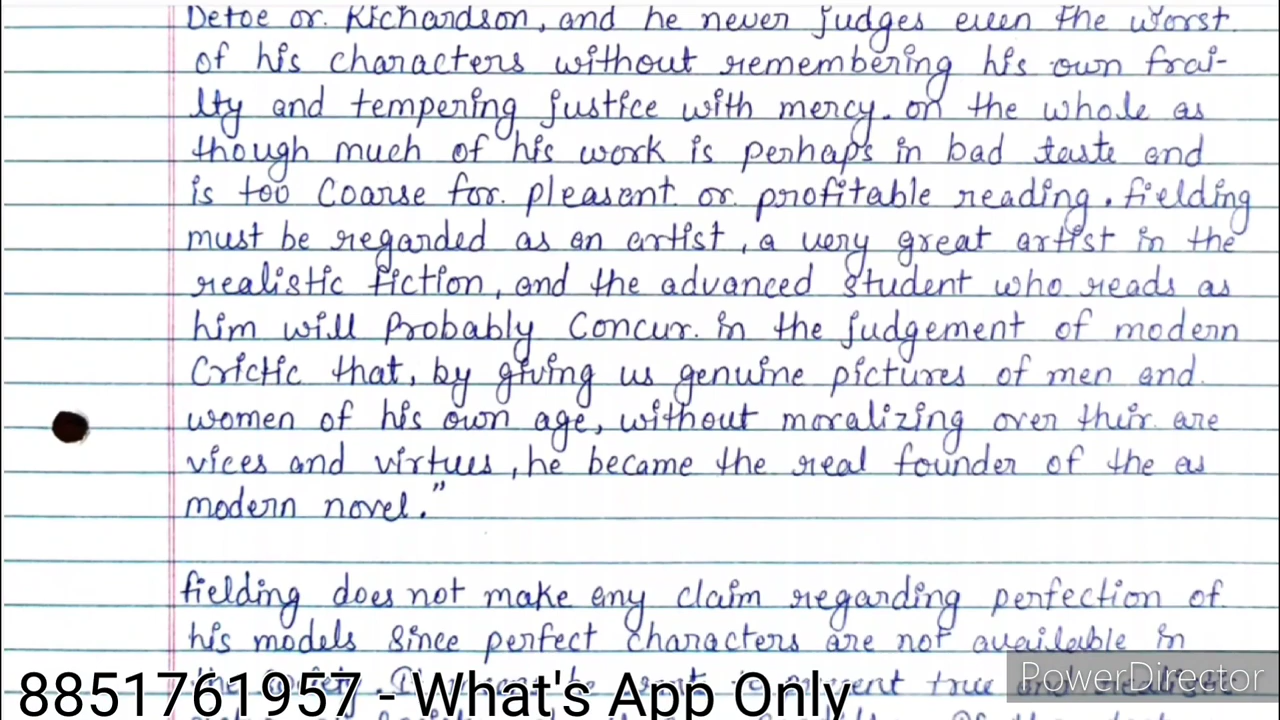 Defoe or. Richardson, and he never judges even the worst
of his characters without remembering his own frai-
lty and tempering justice with mercy. on the whole as
though much of his work is perhaps in bad taste and
is too Coarse for. pleasant or. profitable reading. fielding
must be regarded as an artist, a very great artist in the
realistic fiction, and the advanced student who reads as
him will Probably Concur. in the judgement of modern
Crictic that, by giving us genuine pictures of men and.
women of his own age, without moralizing over their are
vices and virtues, he became the real founder of the as
modern novel."
fielding does not make any claim regarding perfection of
his models since perfect characters are not available in
PowerDirector
8851761957 - What's App Only